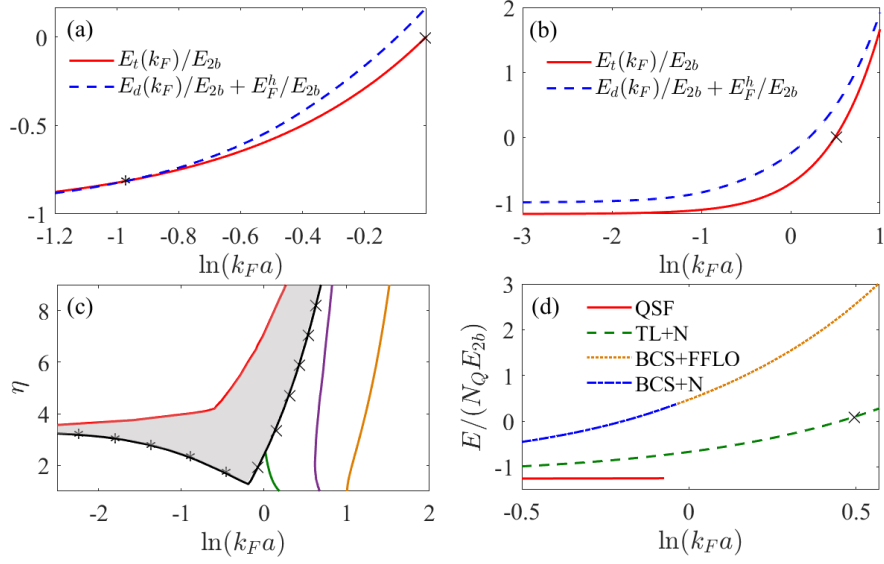 (a)
0
-0.5
-1
E_t(k_F)/E_{2b}
E_d(k_F)/E_{2b} + E_F^h/E_{2b}
-1.2 -1 -0.8 -0.6 -0.4 -0.2
ln(k_F a)
(b)
2
1
0
-1
E_t(k_F)/E_{2b}
E_d(k_F)/E_{2b} + E_F^h/E_{2b}
-3 -2 -1 0 1
ln(k_F a)
(c)
8
6
4
2
η
-2 -1 0 1 2
ln(k_F a)
(d)
3
2
1
0
-1
E/(N_Q E_{2b})
QSF
TL+N
BCS+FFLO
BCS+N
-0.5 0 0.5
ln(k_F a)